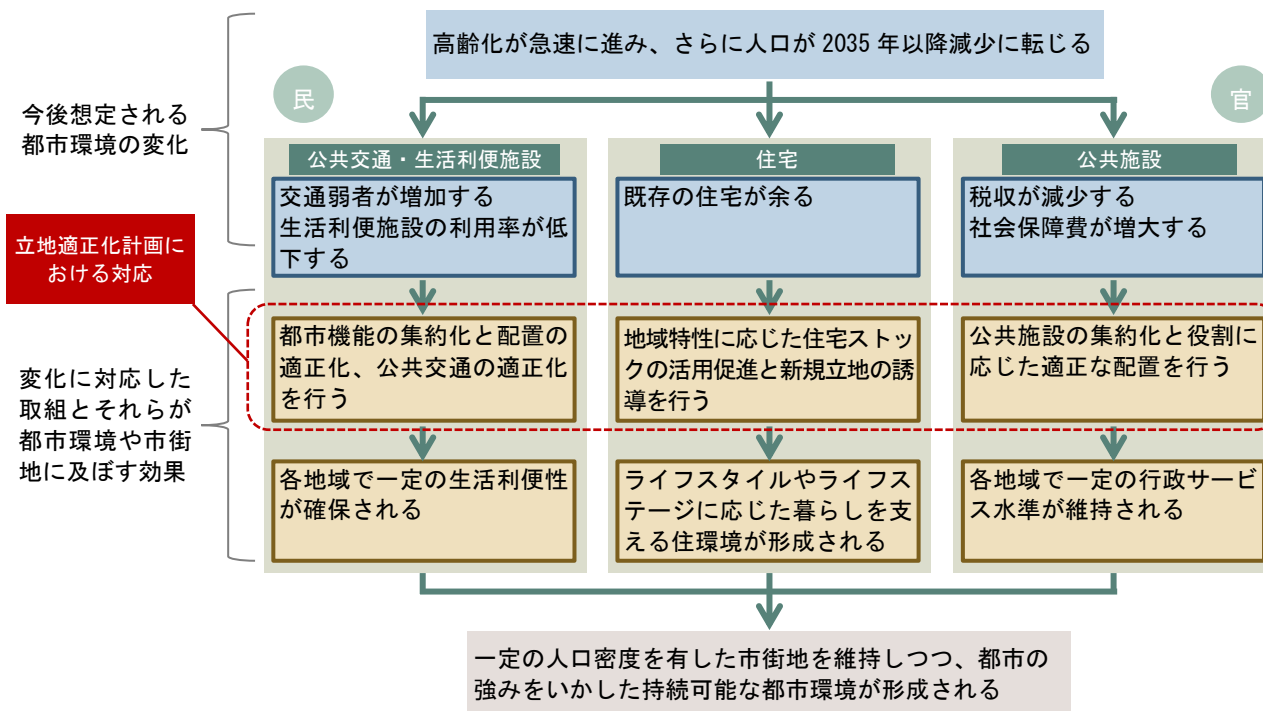 高齢化が急速に進み、さらに人口が 2035 年以降減少に転じる
民
官
今後想定される
都市環境の変化
公共交通・生活利便施設
交通弱者が増加する
生活利便施設の利用率が低
下する
住宅
既存の住宅が余る
公共施設
税収が減少する
社会保障費が増大する
立地適正化計画に
おける対応
変化に対応した
取組とそれらが
都市環境や市街
地に及ぼす効果
都市機能の集約化と配置の
適正化、公共交通の適正化
を行う
地域特性に応じた住宅ストッ
クの活用促進と新規立地の誘
導を行う
公共施設の集約化と役割に
応じた適正な配置を行う
各地域で一定の生活利便性
が確保される
ライフスタイルやライフス
テージに応じた暮らしを支
える住環境が形成される
各地域で一定の行政サービ
ス水準が維持される
一定の人口密度を有した市街地を維持しつつ、都市の
強みをいかした持続可能な都市環境が形成される